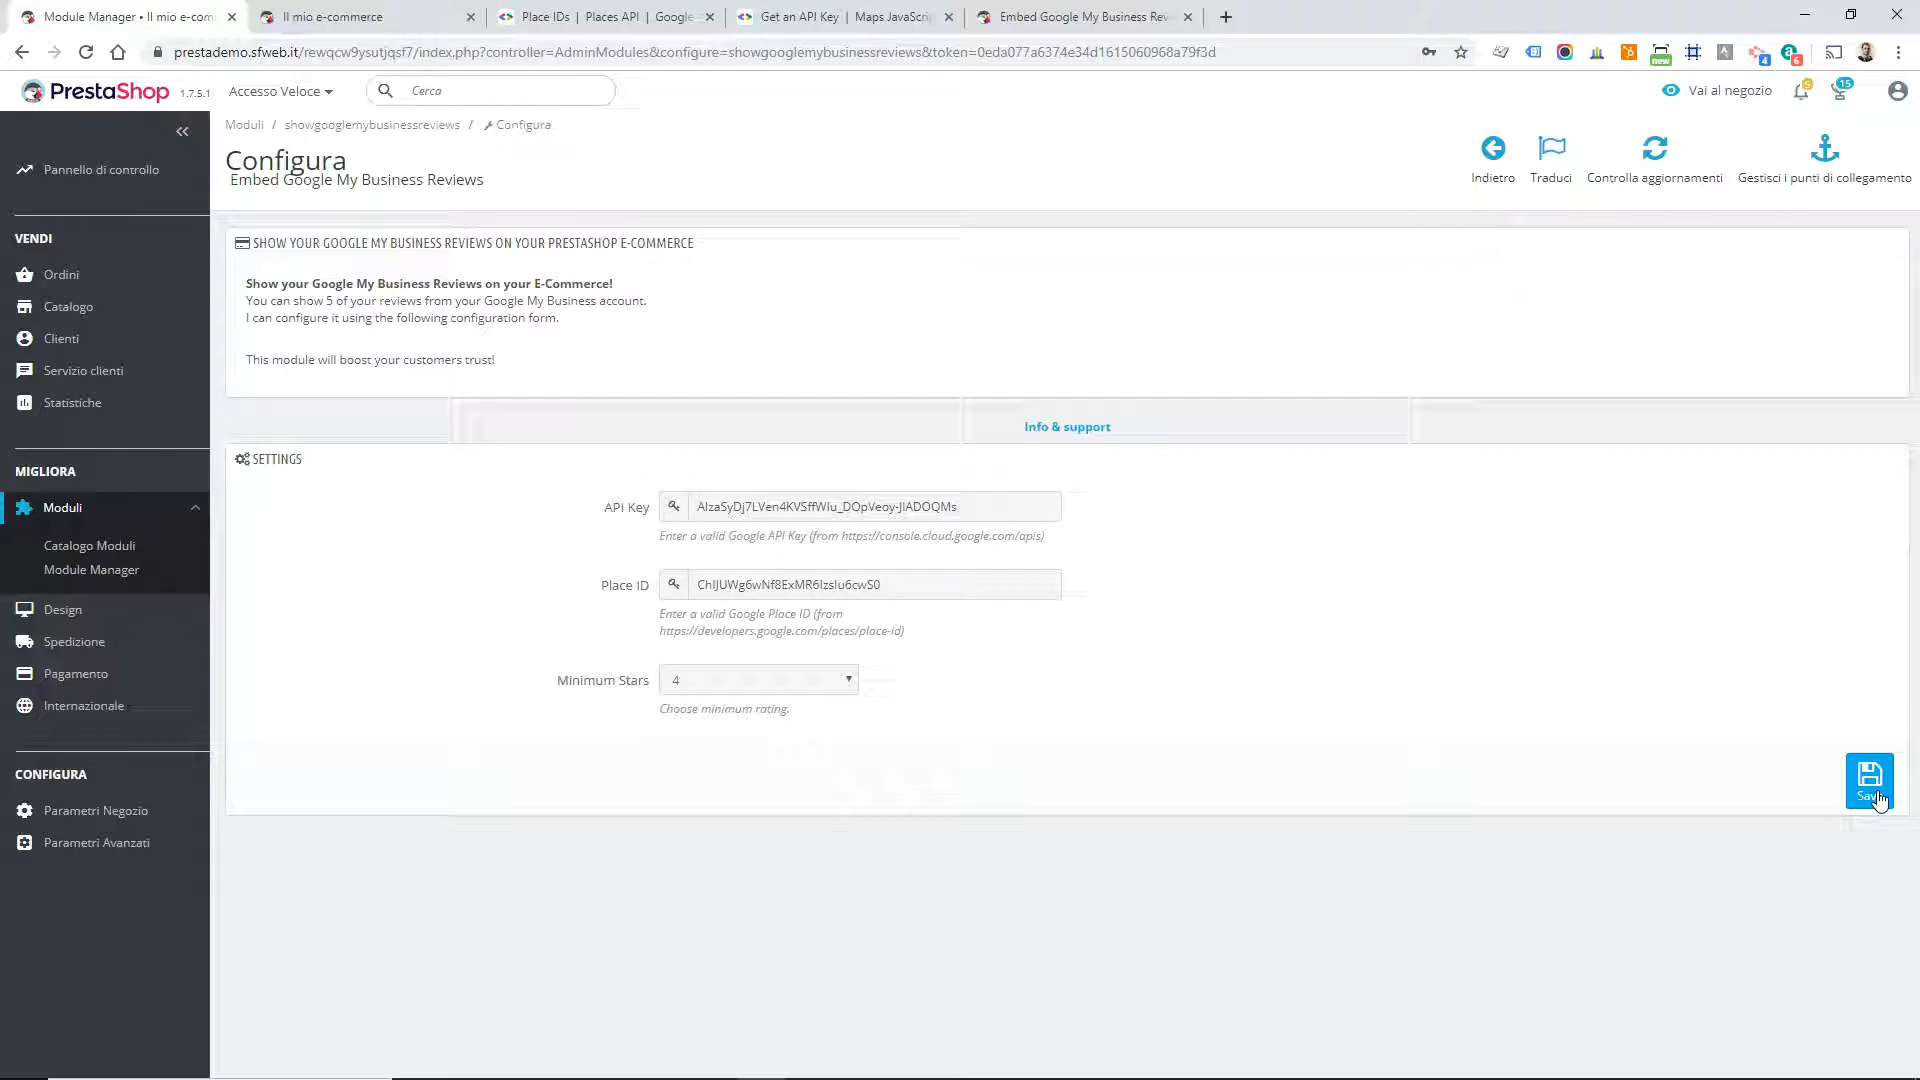 Module Manager • Il mio e-com
Il mio e-commerce
Place IDs | Places API | Google
Get an API Key | Maps JavaScri
Embed Google My Business Rev
prestademo.sfweb.it/rewqcw9ysutjqsf7/index.php?controller=AdminModules&configure=showgooglemybusinessreviews&token=0eda077a6374e34d1615060968a79f3d
new
4
6
PrestaShop
1.7.5.1
Accesso Veloce
Cerca
Vai al negozio
5
15
Moduli / showgooglemybusinessreviews / Configura
Configura
Embed Google My Business Reviews
Indietro
Traduci
Controlla aggiornamenti
Gestisci i punti di collegamento
Pannello di controllo
VENDI
Ordini
Catalogo
Clienti
Servizio clienti
Statistiche
MIGLIORA
Moduli
Catalogo Moduli
Module Manager
Design
Spedizione
Pagamento
Internazionale
CONFIGURA
Parametri Negozio
Parametri Avanzati
SHOW YOUR GOOGLE MY BUSINESS REVIEWS ON YOUR PRESTASHOP E-COMMERCE
Show your Google My Business Reviews on your E-Commerce!
You can show 5 of your reviews from your Google My Business account.
I can configure it using the following configuration form.
This module will boost your customers trust!
Info & support
SETTINGS
API Key
Enter a valid Google API Key (from https://console.cloud.google.com/apis)
Place ID
Enter a valid Google Place ID (from
https://developers.google.com/places/place-id)
Minimum Stars
4
Choose minimum rating.